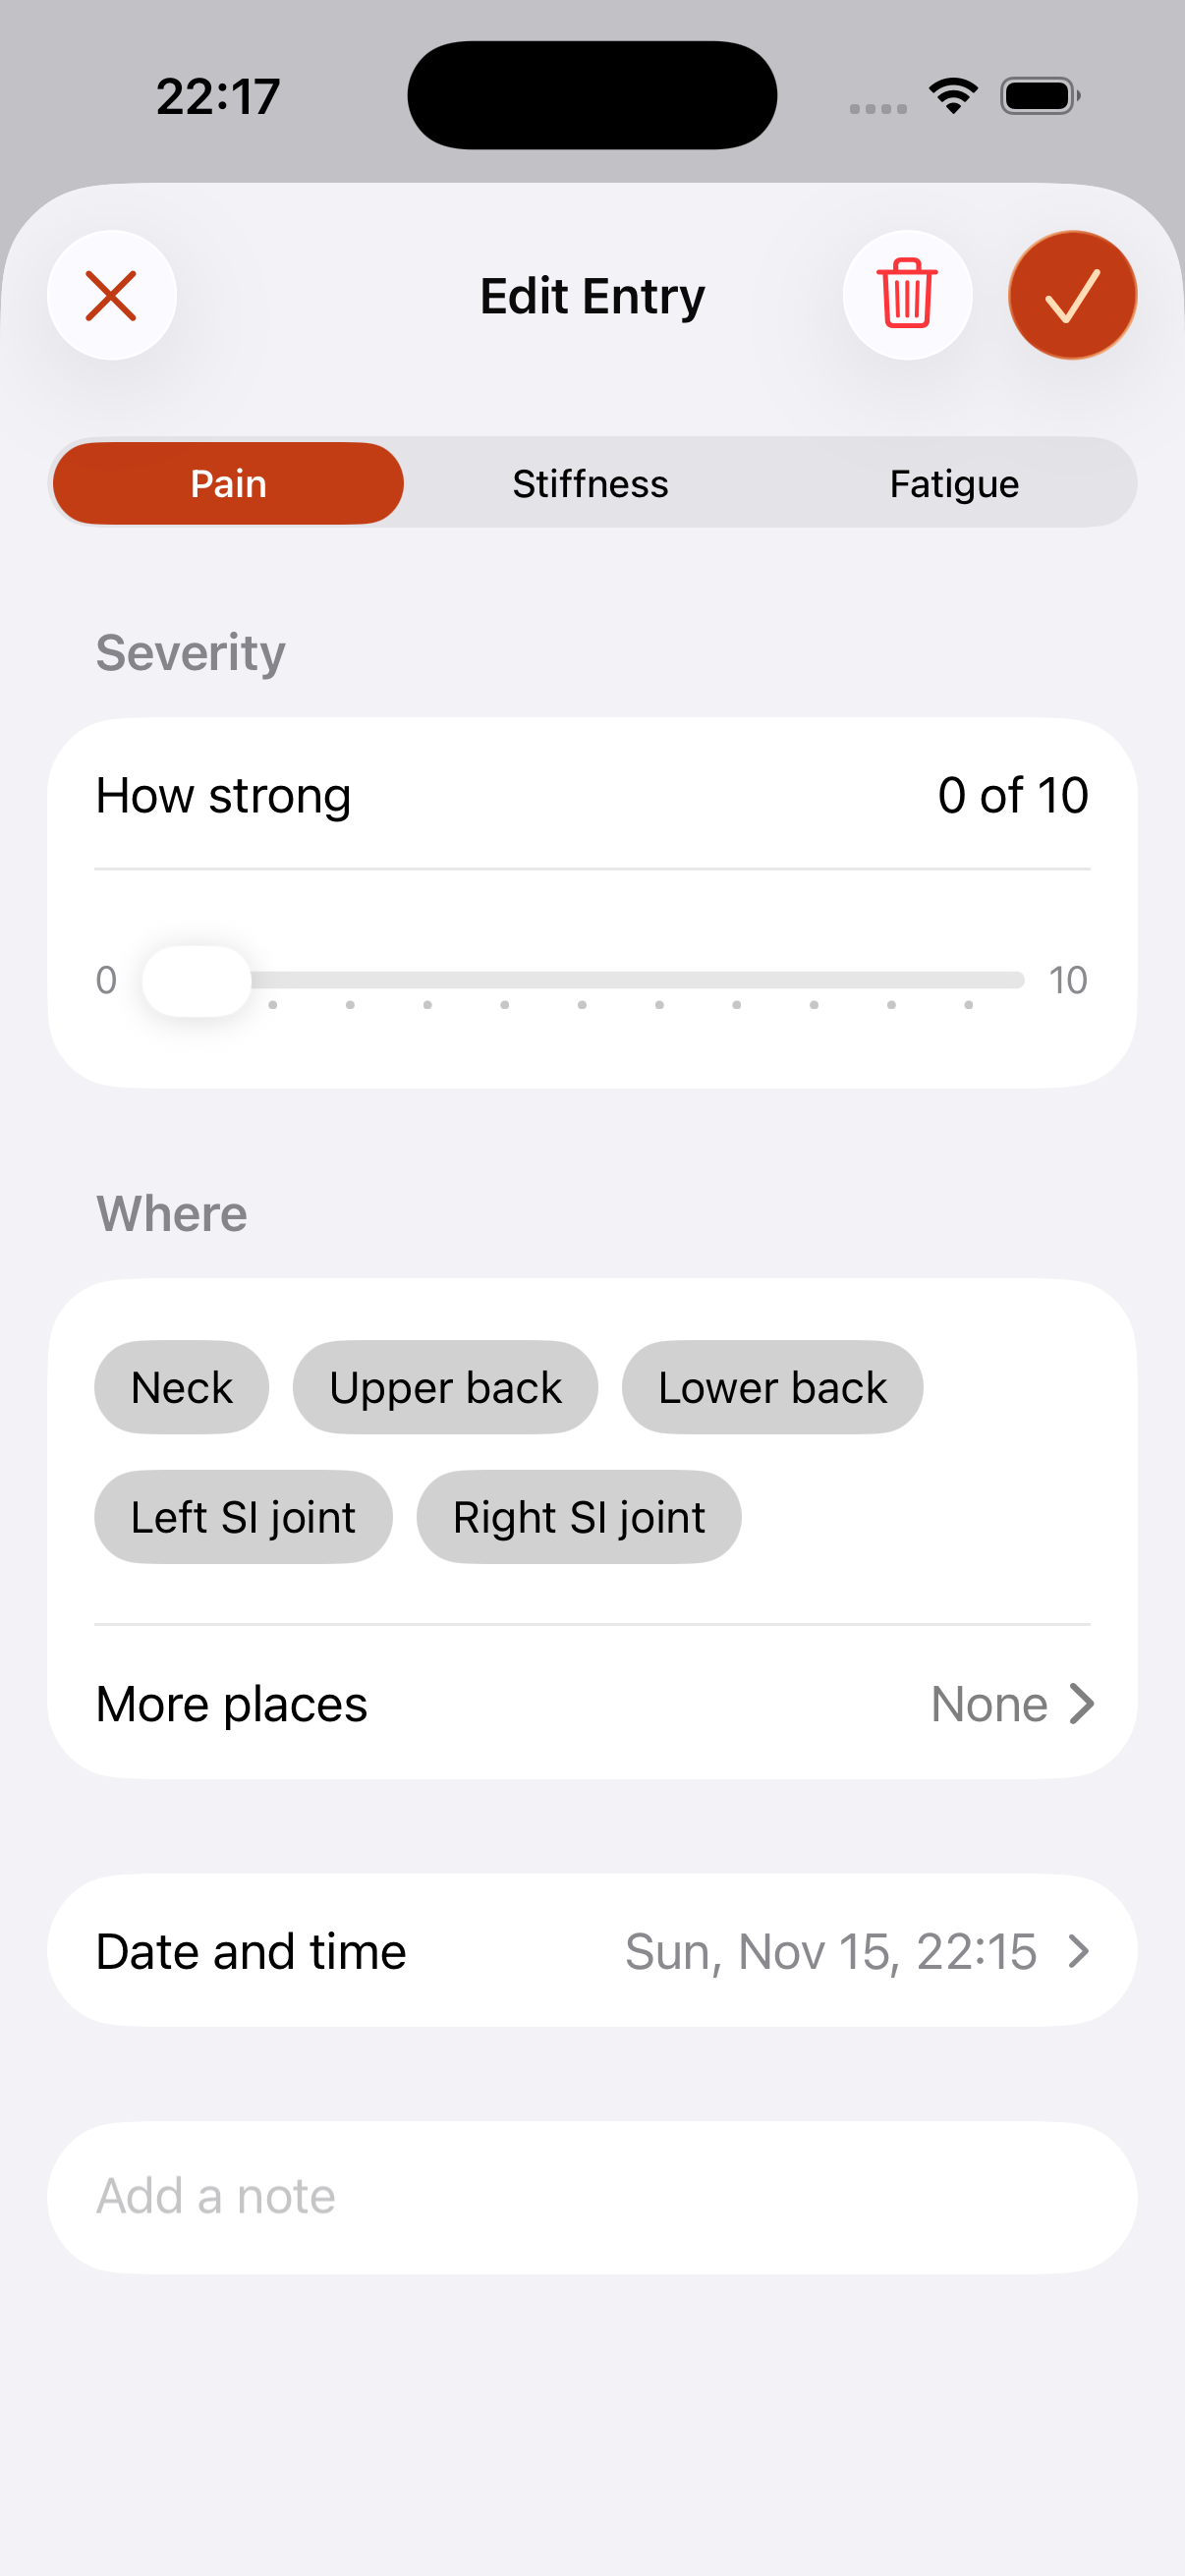 22:17
Edit Entry
Pain Stiffness Fatigue
Severity
How strong 0 of 10
0 10
Where
Neck Upper back Lower back
Left SI joint Right SI joint
More places None
Date and time Sun, Nov 15, 22:15
Add a note